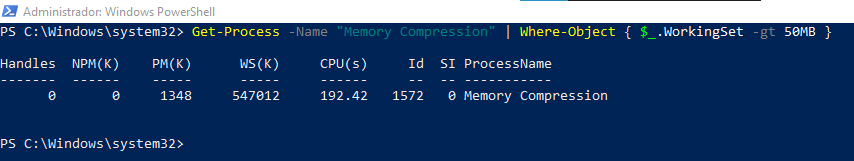 Administrador: Windows PowerShell
PS C:\Windows\system32> Get-Process -Name "Memory Compression" | Where-Object { $_.WorkingSet -gt 50MB }
Handles  NPM(K)    PM(K)      WS(K)     CPU(s)     Id  SI ProcessName
-------  ------    -----      -----     ------     --  -- -----------
      0       0     1348     547012     192.42   1572   0 Memory Compression
PS C:\Windows\system32>